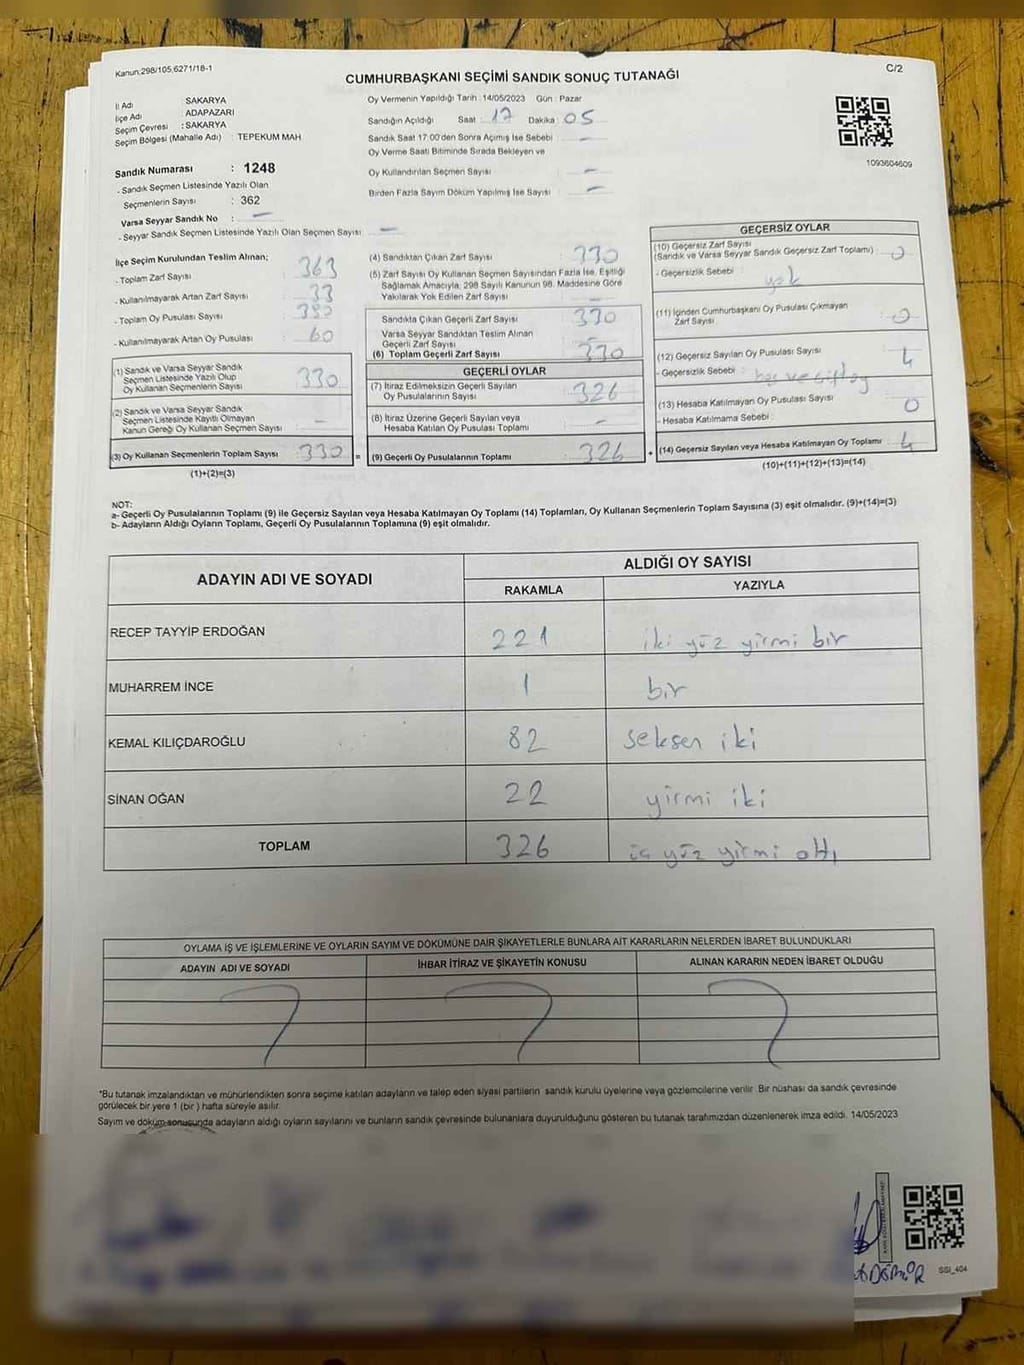 Kanun:298/105,6271/18-1
C/2
CUMHURBAŞKANI SEÇİMİ SANDIK SONUÇ TUTANAĞI
İl Adı SAKARYA
İlçe Adı ADAPAZARI
Seçim Çevresi : SAKARYA
Seçim Bölgesi (Mahalle Adı) : TEPEKUM MAH
Oy Vermenin Yapıldığı Tarih : 14/05/2023 Gün : Pazar
Sandığın Açıldığı Saat : 17 Dakika : 05
Sandık Saat 17:00'den Sonra Açımış İse Sebebi : -
Oy Verme Saati Bitiminde Sırada Bekleyen ve
Oy Kullandırılan Seçmen Sayısı : -
Birden Fazla Sayım Döküm Yapılmış İse Sayısı : -
1093604609
Sandık Numarası : 1248
- Sandık Seçmen Listesinde Yazılı Olan
Seçmenlerin Sayısı : 362
Varsa Seyyar Sandık No : -
- Seyyar Sandık Seçmen Listesinde Yazılı Olan Seçmen Sayısı : -
İlçe Seçim Kurulundan Teslim Alınan;
- Toplam Zarf Sayısı : 363
- Kullanılmayarak Artan Zarf Sayısı : 33
- Toplam Oy Pusulası Sayısı :
- Kullanılmayarak Artan Oy Pusulası : 60
(1) Sandık ve Varsa Seyyar Sandık
Seçmen Listesinde Yazılı Olup
Oy Kullanan Seçmenlerin Sayısı : 330
(2) Sandık ve Varsa Seyyar Sandık
Seçmen Listesinde Kayıtlı Olmayan
Kanun Gereği Oy Kullanan Seçmen Sayısı : -
(3) Oy Kullanan Seçmenlerin Toplam Sayısı : 330
(1)+(2)=(3)
(4) Sandıktan Çıkan Zarf Sayısı : 330
(5) Zarf Sayısı Oy Kullanan Seçmen Sayısından Fazla İse, Eşitliği
Sağlamak Amacıyla, 298 Sayılı Kanunun 98. Maddesine Göre
Yakılarak Yok Edilen Zarf Sayısı : -
Sandıkta Çıkan Geçerli Zarf Sayısı : 330
Varsa Seyyar Sandıktan Teslim Alınan
Geçerli Zarf Sayısı : -
(6) Toplam Geçerli Zarf Sayısı : 330
GEÇERLİ OYLAR
(7) İtiraz Edilmeksizin Geçerli Sayılan
Oy Pusulalarının Sayısı : 326
(8) İtiraz Üzerine Geçerli Sayılan veya
Hesaba Katılan Oy Pusulası Toplamı : -
= (9) Geçerli Oy Pusulalarının Toplamı : 326
GEÇERSİZ OYLAR
(10) Geçersiz Zarf Sayısı
(Sandık ve Varsa Seyyar Sandık Geçersiz Zarf Toplamı) : 0
- Geçersizlik Sebebi : yok
(11) İçinden Cumhurbaşkanı Oy Pusulası Çıkmayan
Zarf Sayısı : 0
(12) Geçersiz Sayılan Oy Pusulası Sayısı : 4
- Geçersizlik Sebebi : boş ve çift oy
(13) Hesaba Katılmayan Oy Pusulası Sayısı : 0
- Hesaba Katılmama Sebebi :
+ (14) Geçersiz Sayılan veya Hesaba Katılmayan Oy Toplamı : 4
(10)+(11)+(12)+(13)=(14)
NOT:
a- Geçerli Oy Pusulalarının Toplamı (9) ile Geçersiz Sayılan veya Hesaba Katılmayan Oy Toplamı (14) Toplamları, Oy Kullanan Seçmenlerin Toplam Sayısına (3) eşit olmalıdır. (9)+(14)=(3)
b- Adayların Aldığı Oyların Toplamı, Geçerli Oy Pusulalarının Toplamına (9) eşit olmalıdır.
ADAYIN ADI VE SOYADI
ALDIĞI OY SAYISI
RAKAMLA YAZIYLA
RECEP TAYYİP ERDOĞAN 221 iki yüz yirmi bir
MUHARREM İNCE 1 bir
KEMAL KILIÇDAROĞLU 82 seksen iki
SİNAN OĞAN 22 yirmi iki
TOPLAM 326 üç yüz yirmi altı
OYLAMA İŞ VE İŞLEMLERİNE VE OYLARIN SAYIM VE DÖKÜMÜNE DAİR ŞİKAYETLERLE BUNLARA AİT KARARLARIN NELERDEN İBARET BULUNDUKLARI
ADAYIN ADI VE SOYADI İHBAR İTİRAZ VE ŞİKAYETİN KONUSU ALINAN KARARIN NEDEN İBARET OLDUĞU
*Bu tutanak imzalandıktan ve mühürlendikten sonra seçime katılan adayların ve talep eden siyasi partilerin sandık kurulu üyelerine veya gözlemcilerine verilir. Bir nüshası da sandık çevresinde
görülecek bir yere 1 (bir) hafta süreyle asılır.
Sayım ve döküm sonucunda adayların aldığı oyların sayılarını ve bunların sandık çevresinde bulunanlara duyurulduğunu gösteren bu tutanak tarafımızdan düzenlenerek imza edildi. 14/05/2023
SSI_404